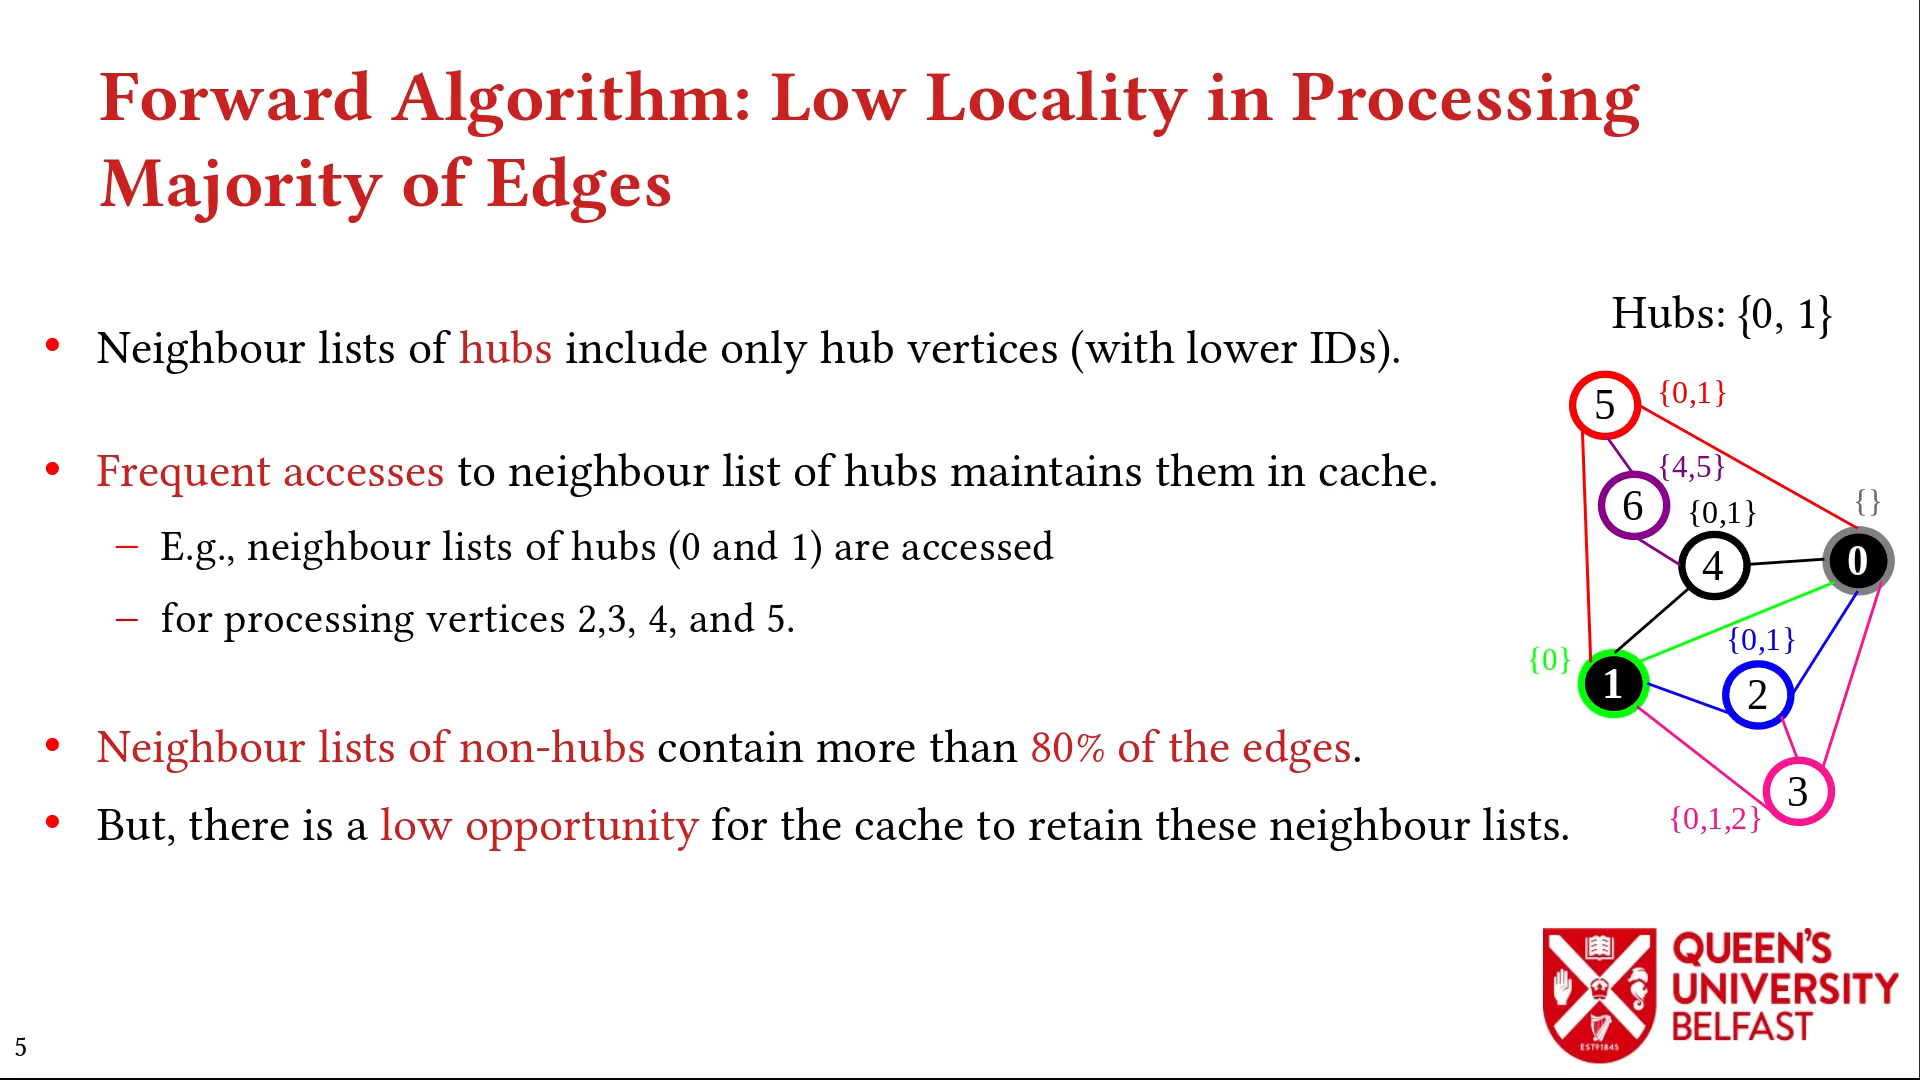 Forward Algorithm: Low Locality in Processing
Majority of Edges
Hubs: {0, 1}
• Neighbour lists of hubs include only hub vertices (with lower IDs).
• Frequent accesses to neighbour list of hubs maintains them in cache.
– E.g., neighbour lists of hubs (0 and 1) are accessed
– for processing vertices 2,3, 4, and 5.
• Neighbour lists of non-hubs contain more than 80% of the edges.
• But, there is a low opportunity for the cache to retain these neighbour lists.
5 {0,1}
{4,5}
6 {0,1} {}
4 0
{0,1}
{0} 1 2
3
{0,1,2}
QUEEN'S
UNIVERSITY
BELFAST
ESTD1845
5